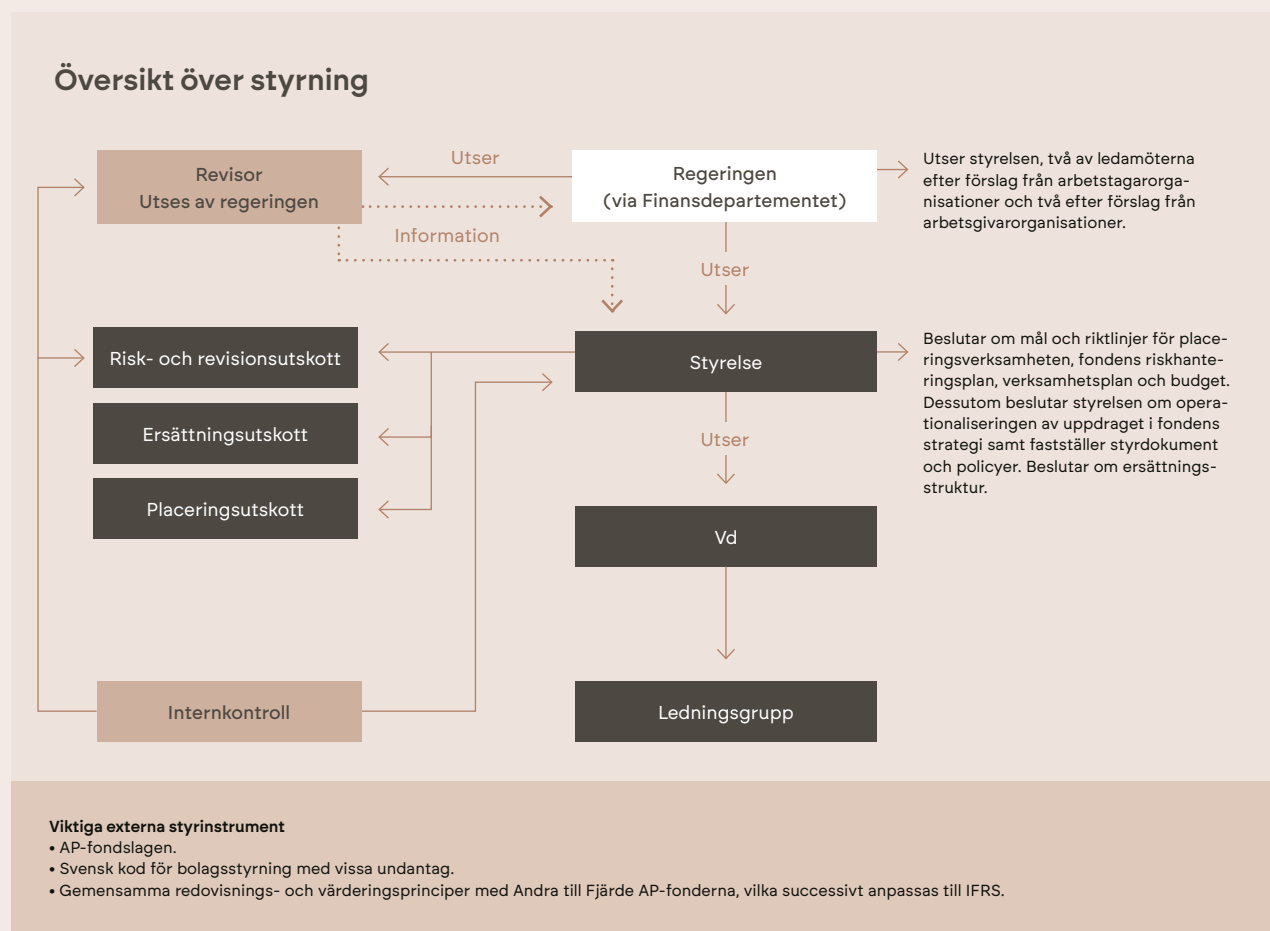 Översikt över styrning
Revisor
Utses av regeringen
Utser
Information
Regeringen
(via Finansdepartementet)
Utser styrelsen, två av ledamöterna
efter förslag från arbetstagarorga-
nisationer och två efter förslag från
arbetsgivarorganisationer.
Utser
Risk- och revisionsutskott
Ersättningsutskott
Placeringsutskott
Styrelse
Beslutar om mål och riktlinjer för place-
ringsverksamheten, fondens riskhante-
ringsplan, verksamhetsplan och budget.
Dessutom beslutar styrelsen om opera-
tionaliseringen av uppdraget i fondens
strategi samt fastställer styrdokument
och policyer. Beslutar om ersättnings-
struktur.
Utser
Vd
Internkontroll
Ledningsgrupp
Viktiga externa styrinstrument
• AP-fondslagen.
• Svensk kod för bolagsstyrning med vissa undantag.
• Gemensamma redovisnings- och värderingsprinciper med Andra till Fjärde AP-fonderna, vilka successivt anpassas till IFRS.